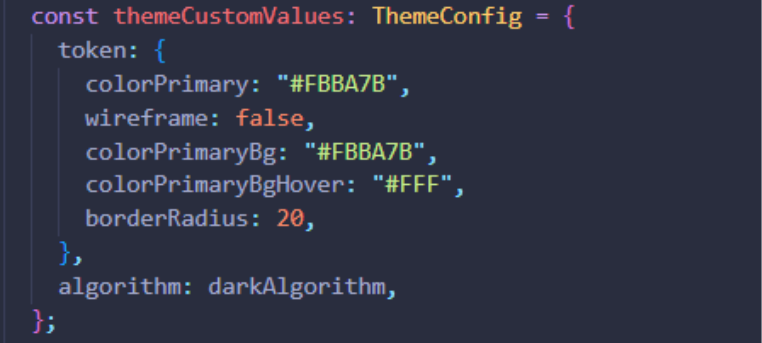 const themeCustomValues: ThemeConfig = {
  token: {
    colorPrimary: "#FBBA7B",
    wireframe: false,
    colorPrimaryBg: "#FBBA7B",
    colorPrimaryBgHover: "#FFF",
    borderRadius: 20,
  },
  algorithm: darkAlgorithm,
};